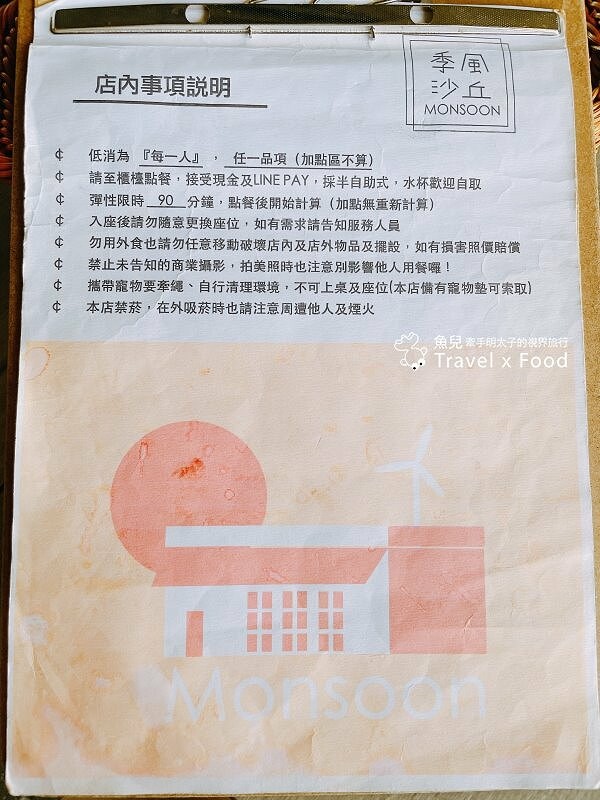 季風
沙丘
MONSOON
店內事項説明
¢ 低消為 『每一人』 ， 任一品項（加點區不算）
¢ 請至櫃檯點餐，接受現金及LINE PAY，採半自助式，水杯歡迎自取
¢ 彈性限時 90 分鐘，點餐後開始計算（加點無重新計算）
¢ 入座後請勿隨意更換座位，如有需求請告知服務人員
¢ 勿用外食也請勿任意移動破壞店內及店外物品及擺設，如有損害照價賠償
¢ 禁止未告知的商業攝影，拍美照時也注意別影響他人用餐囉！
¢ 攜帶寵物要牽繩、自行清理環境，不可上桌及座位(本店備有寵物墊可索取)
¢ 本店禁菸，在外吸菸時也請注意周遭他人及煙火
魚兒 牽手明太子的視界旅行
Travel x Food
Monsoon